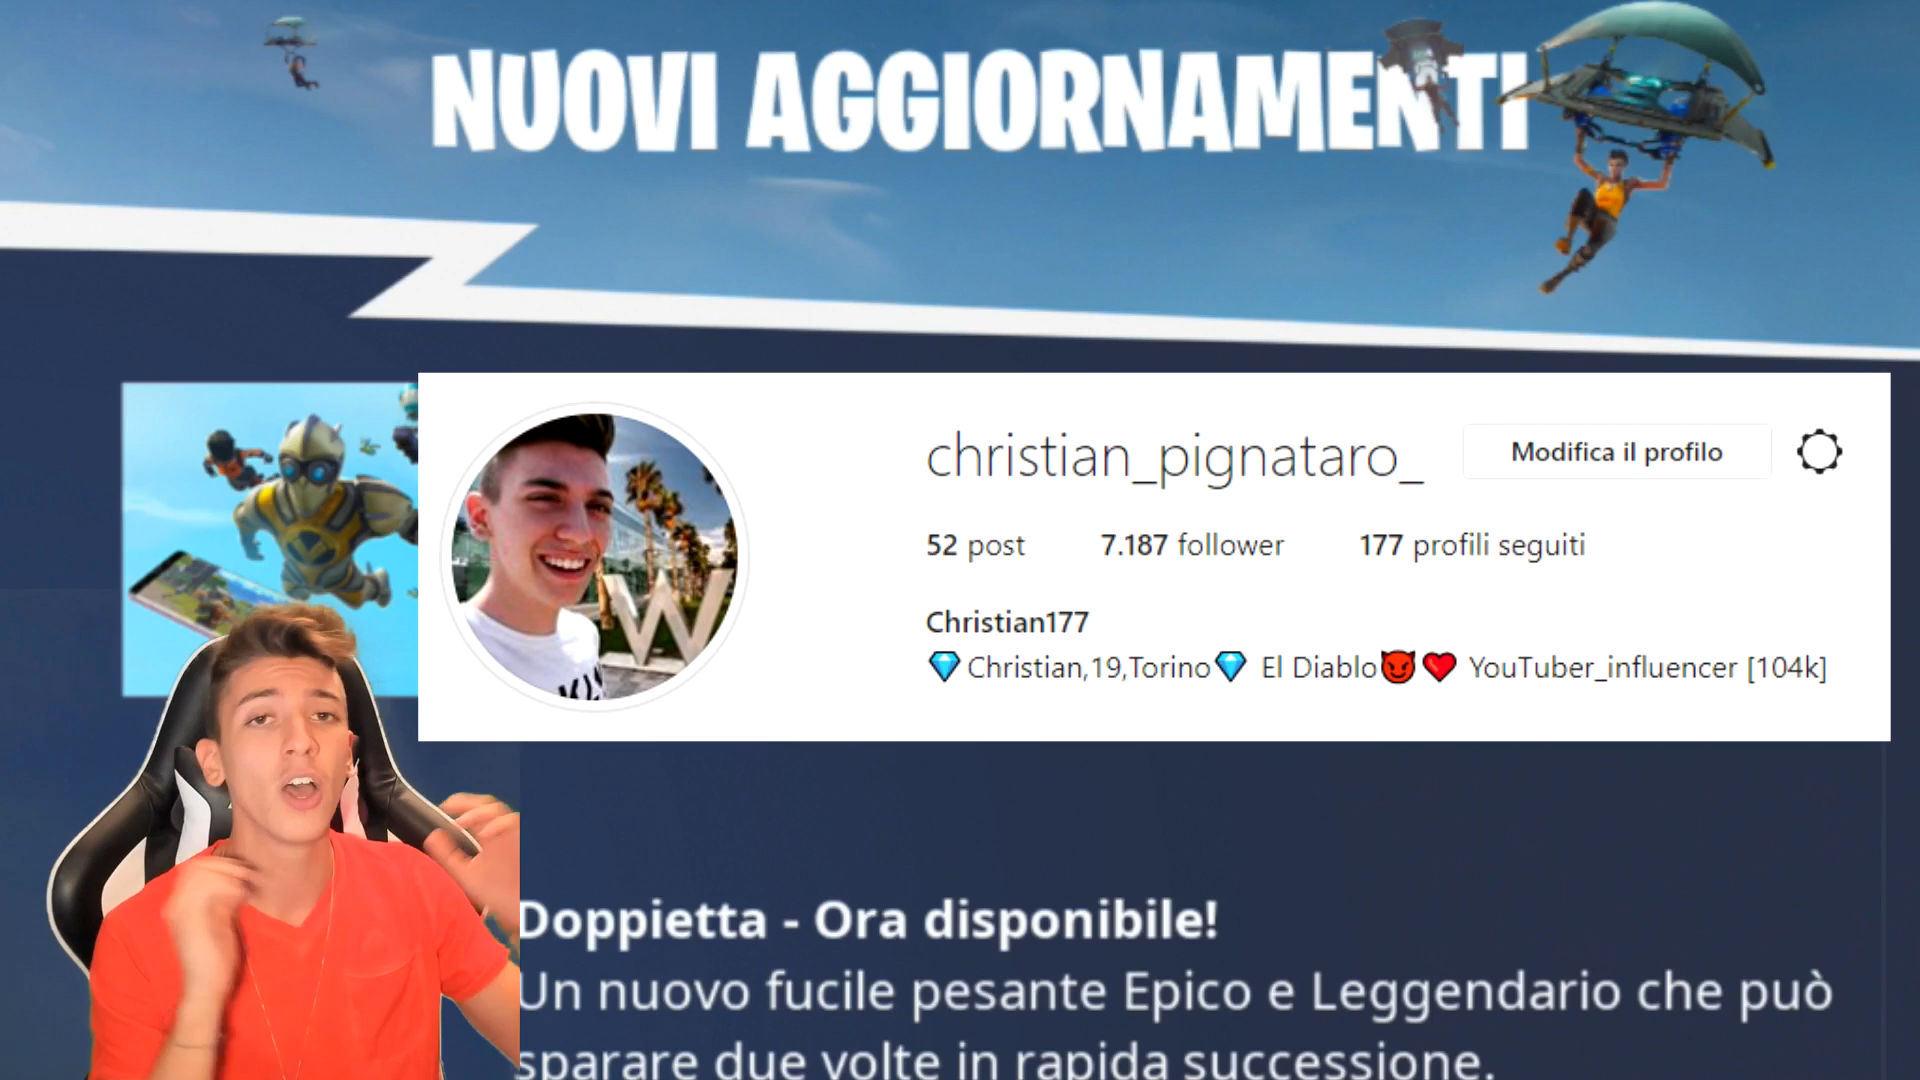 NUOVI AGGIORNAMENTI
christian_pignataro_ Modifica il profilo
52 post 7.187 follower 177 profili seguiti
Christian177
💎Christian,19,Torino💎 El Diablo😈❤️ YouTuber_influencer [104k]
W
Doppietta - Ora disponibile!
Un nuovo fucile pesante Epico e Leggendario che può
sparare due volte in rapida successione.